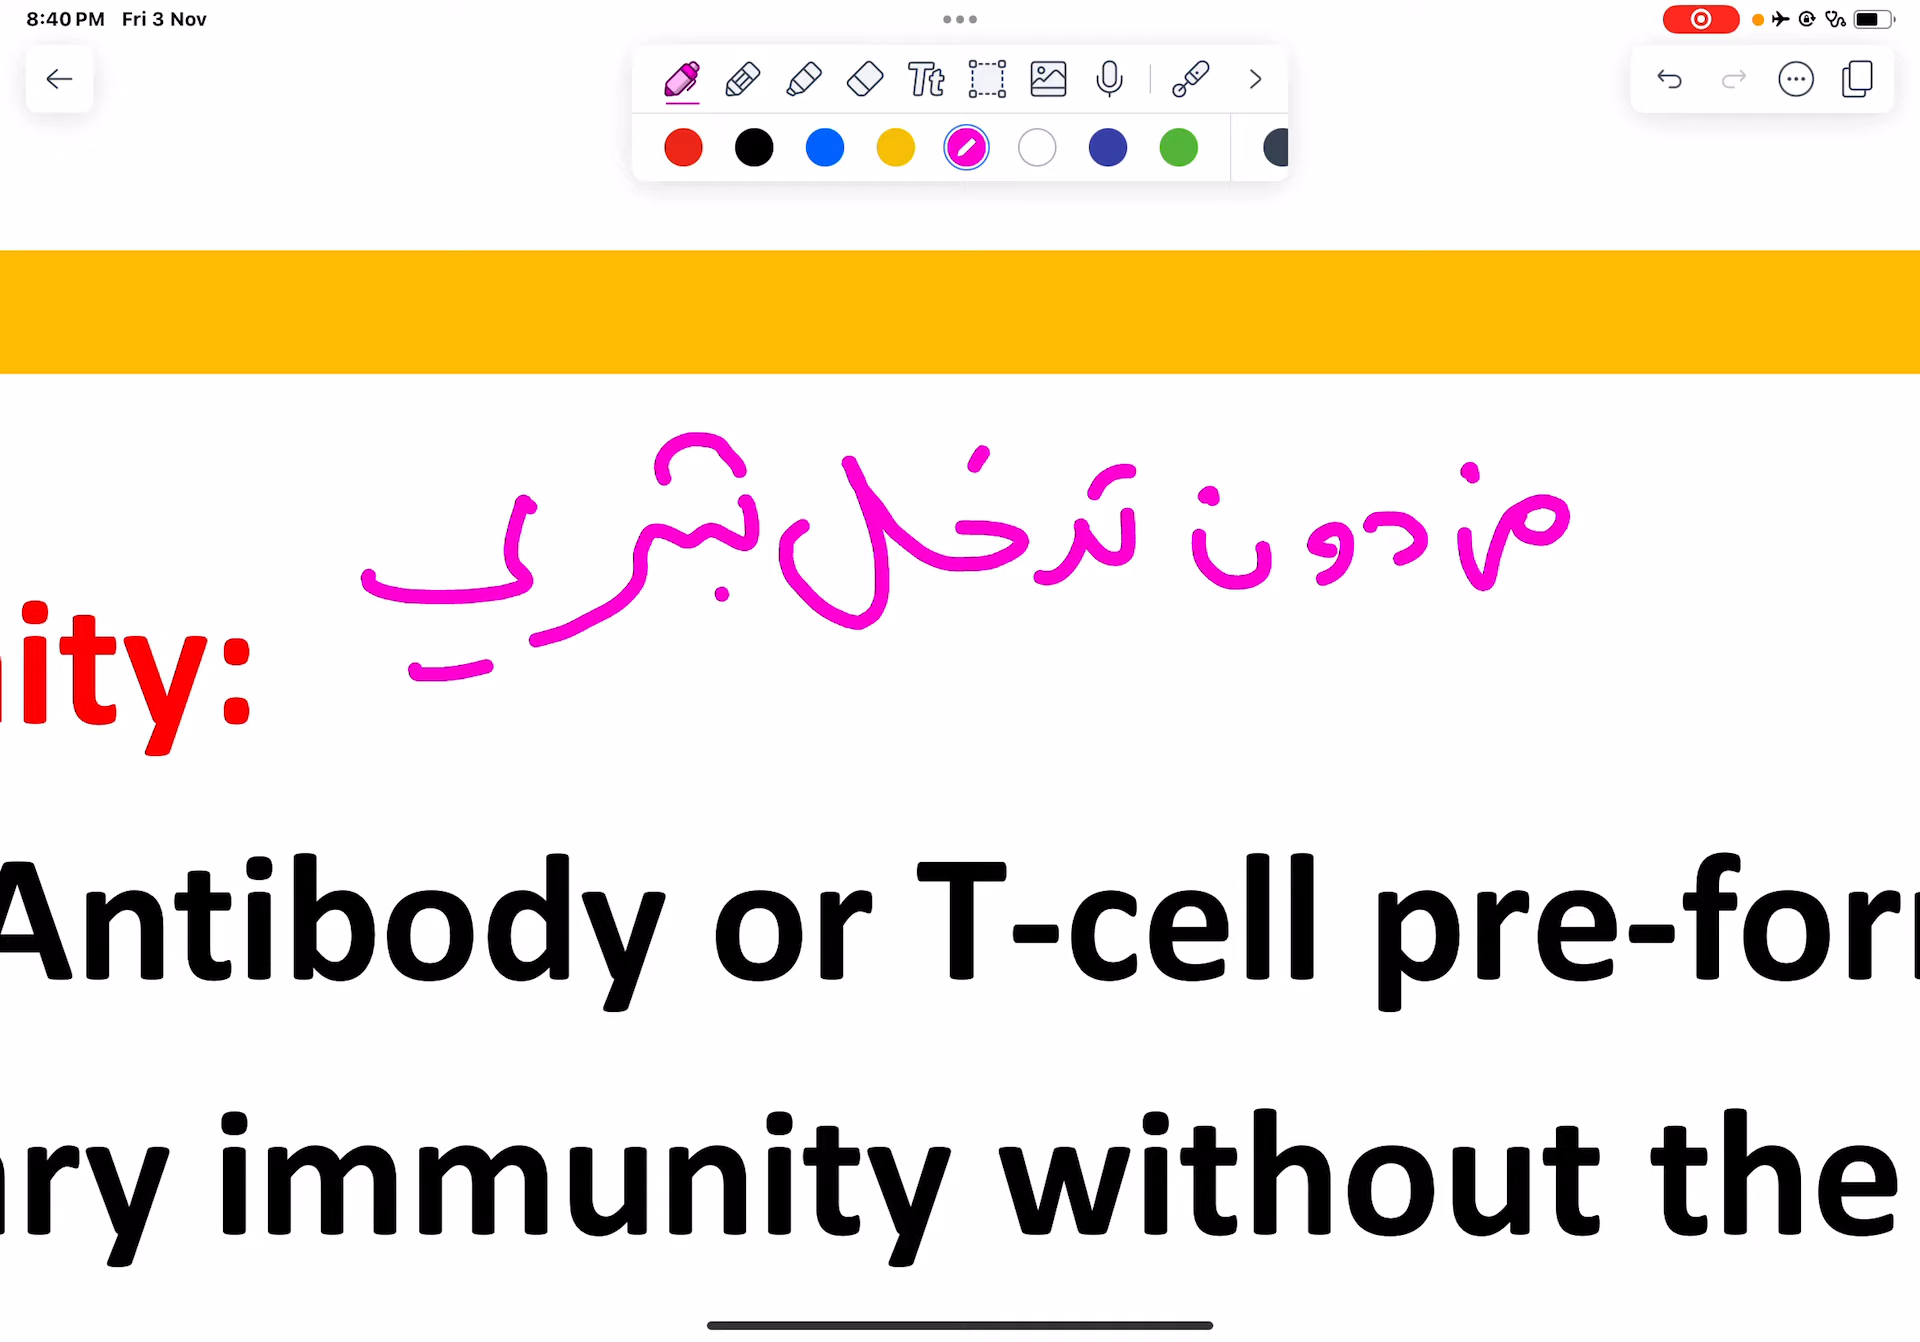 8:40 PM Fri 3 Nov
Tt
من دون تدخل بشري
ity:
Antibody or T-cell pre-for
ry immunity without the